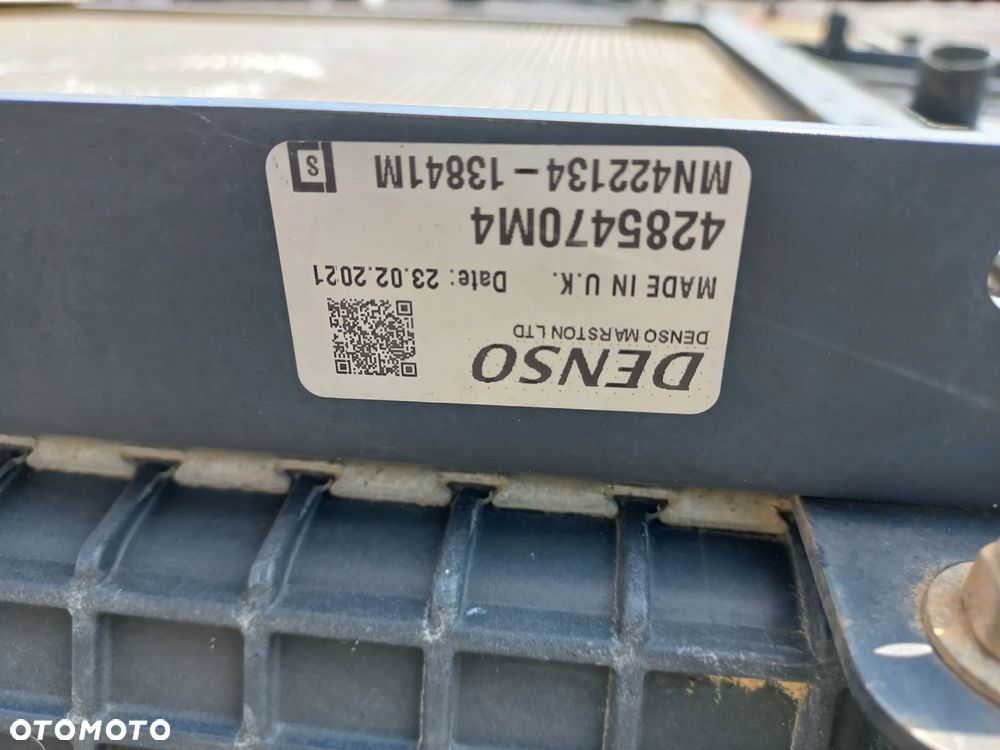 DENSO
DENSO MARSTON LTD
MADE IN U.K. Date: 23.02.2021
4285470M4
MN422134-13841M S
OTOMOTO